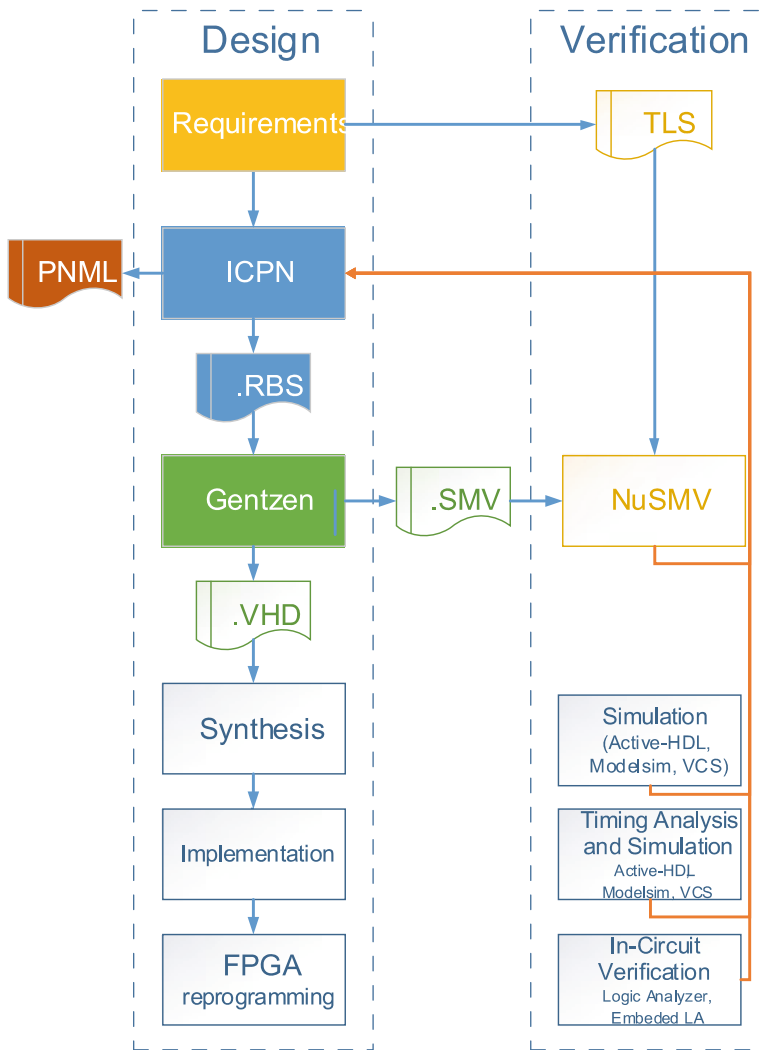 Design
Verification
Requirements
TLS
PNML
ICPN
.RBS
Gentzen
.SMV
NuSMV
.VHD
Synthesis
Simulation
(Active-HDL,
Modelsim, VCS)
Implementation
Timing Analysis
and Simulation
Active-HDL
Modelsim, VCS
FPGA
reprogramming
In-Circuit
Verification
Logic Analyzer,
Embeded LA